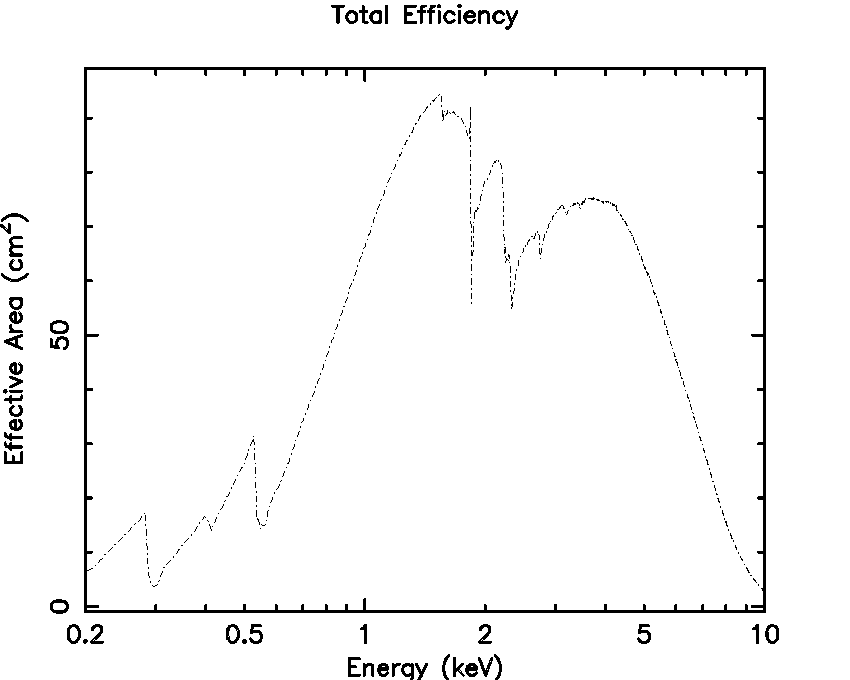 Total Efficiency
Effective Area (cm²)
50
0
0.2
0.5
1
2
5
10
Energy (keV)